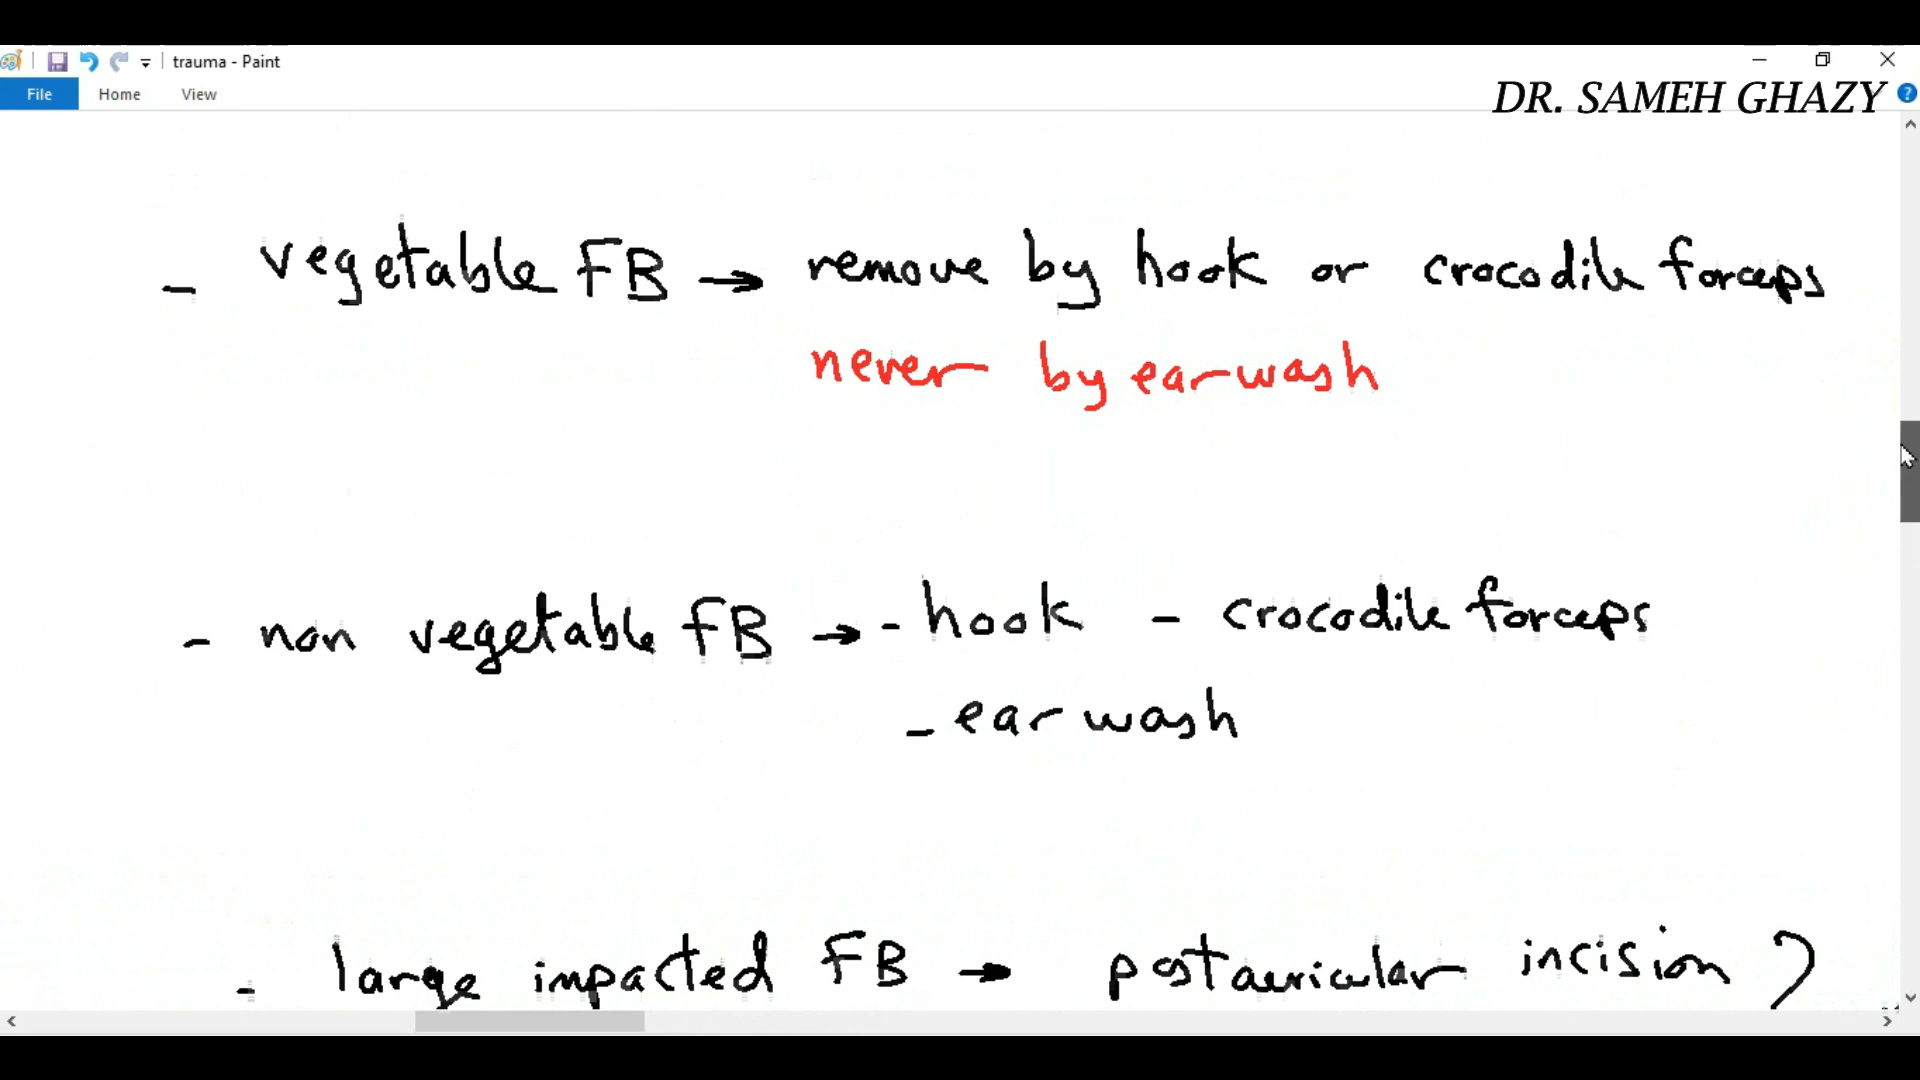 trauma - Paint
File Home View
DR. SAMEH GHAZY
- vegetable FB → remove by hook or crocodile forceps
never by ear wash
- non vegetable FB → - hook - crocodile forceps
- ear wash
- large impacted FB → postauricular incision